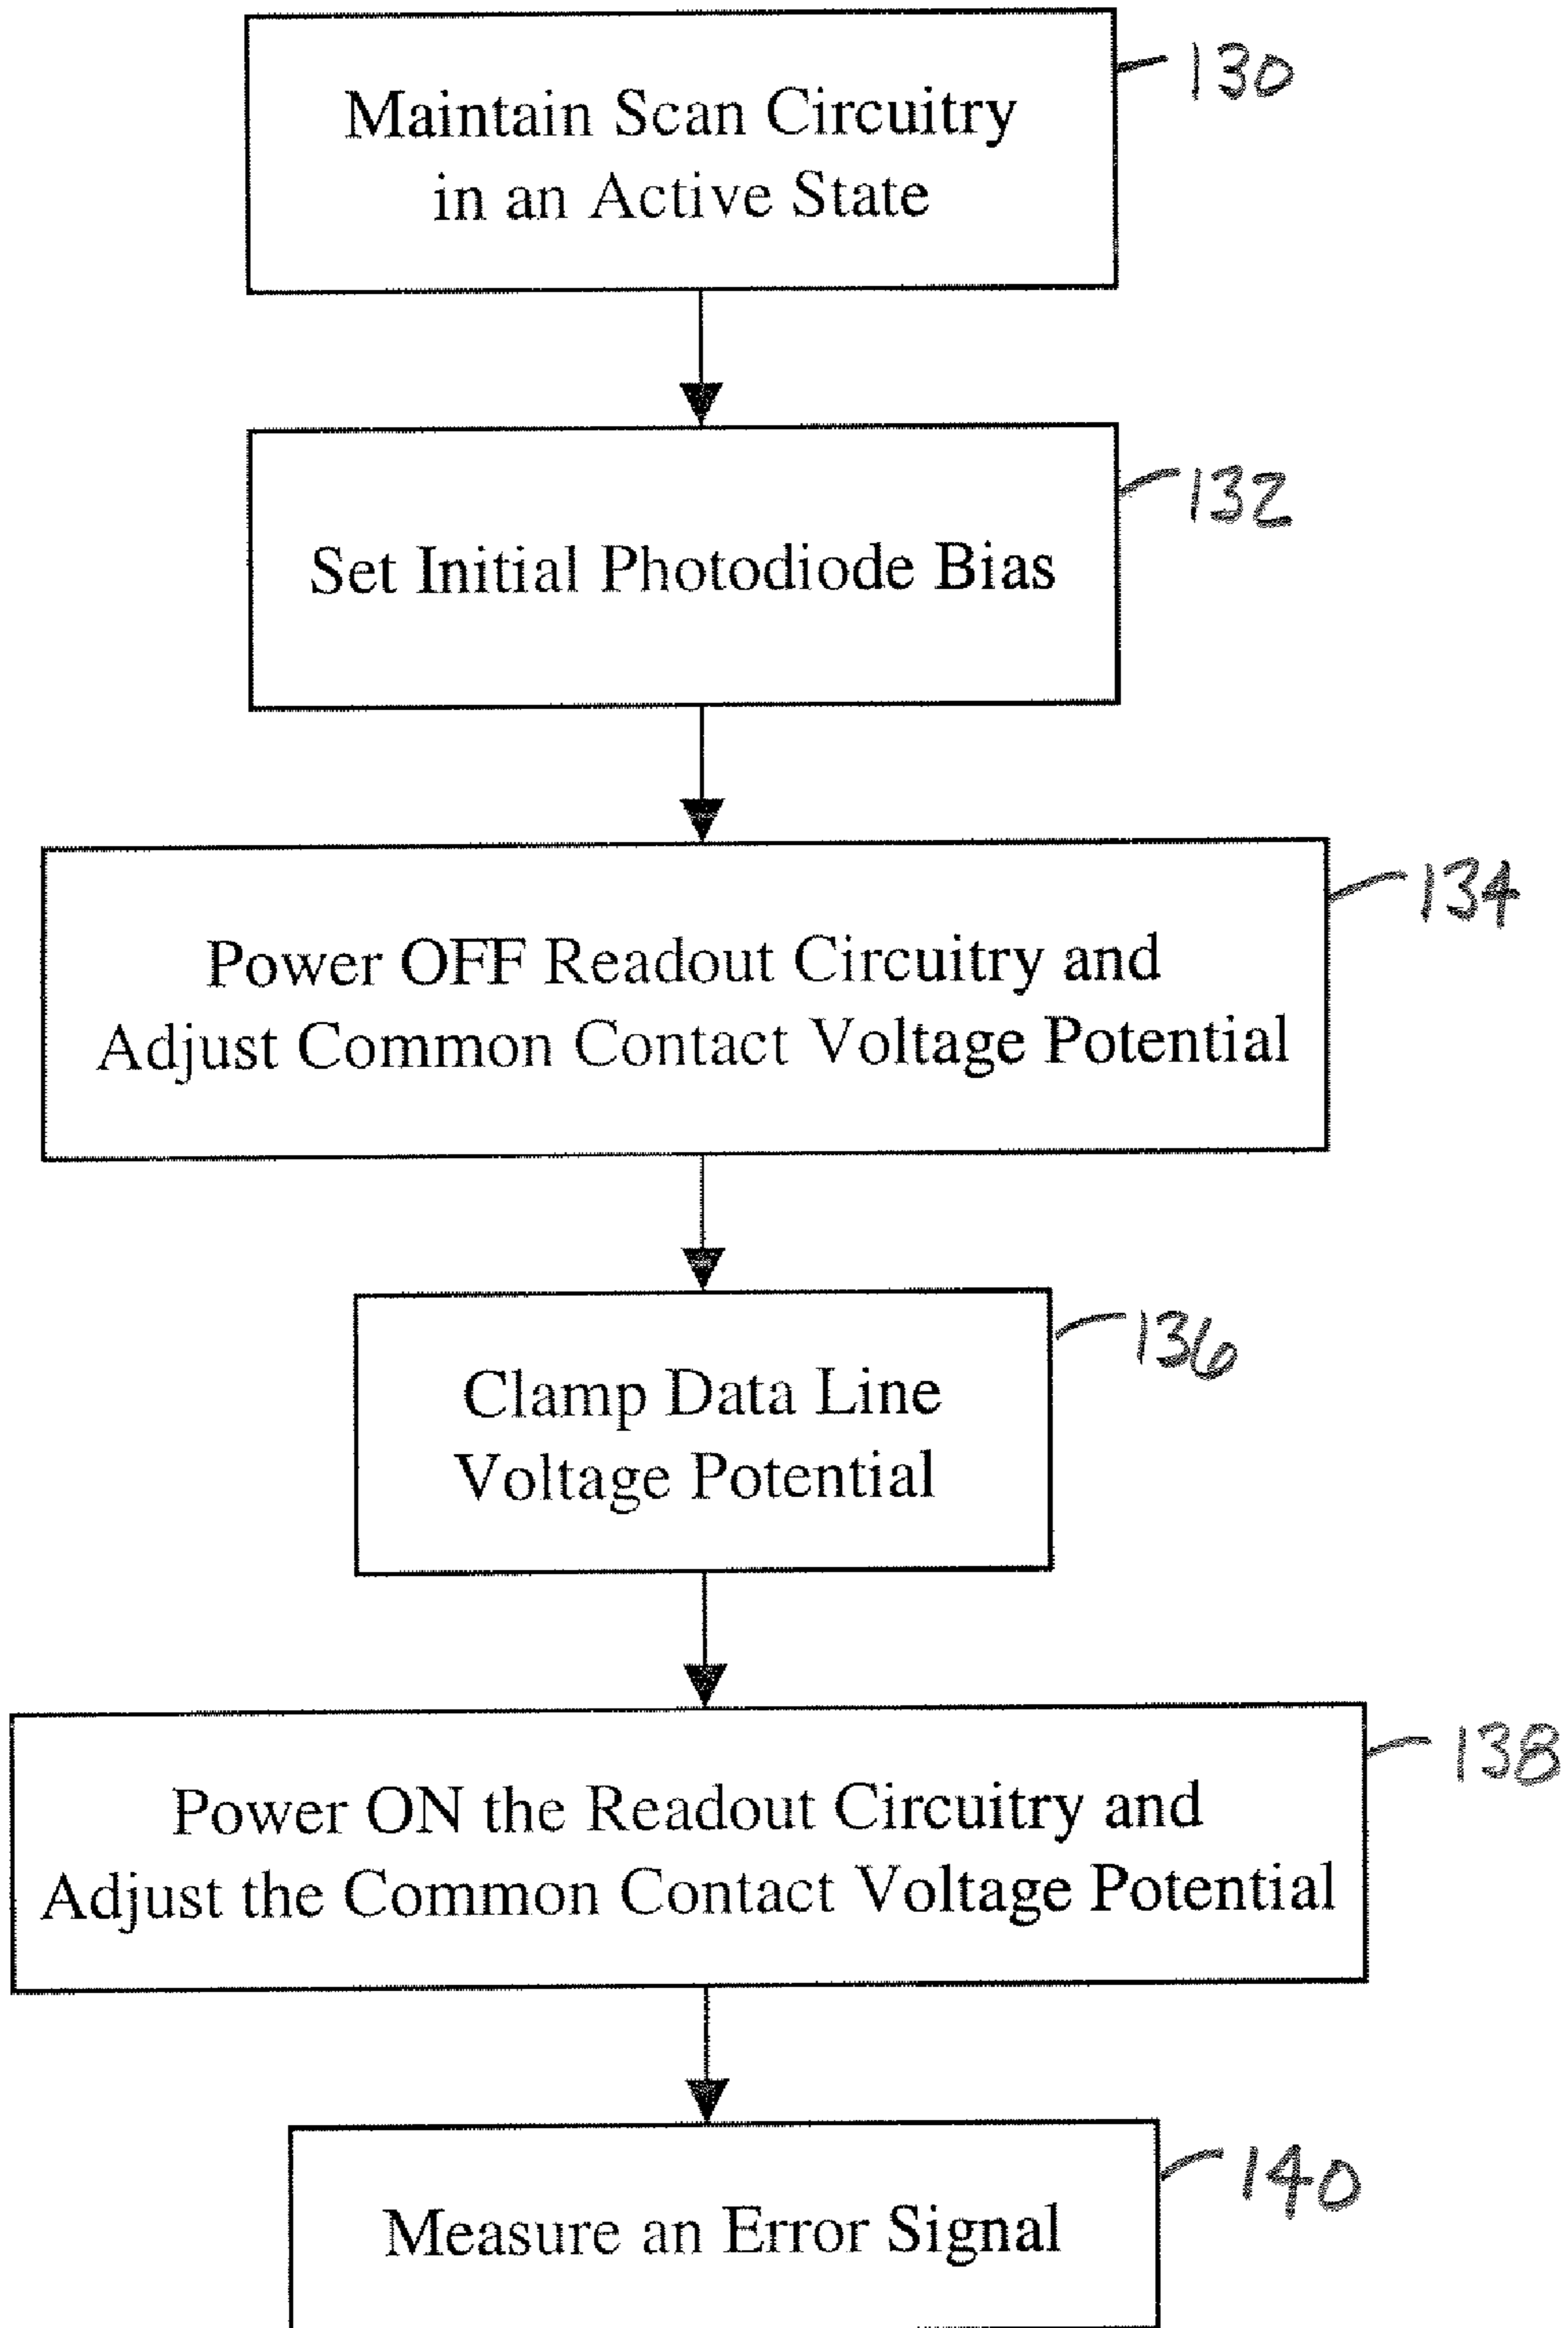 Maintain Scan Circuitry
in an Active State
130
Set Initial Photodiode Bias
132
Power OFF Readout Circuitry and
Adjust Common Contact Voltage Potential
134
Clamp Data Line
Voltage Potential
136
Power ON the Readout Circuitry and
Adjust the Common Contact Voltage Potential
138
Measure an Error Signal
140